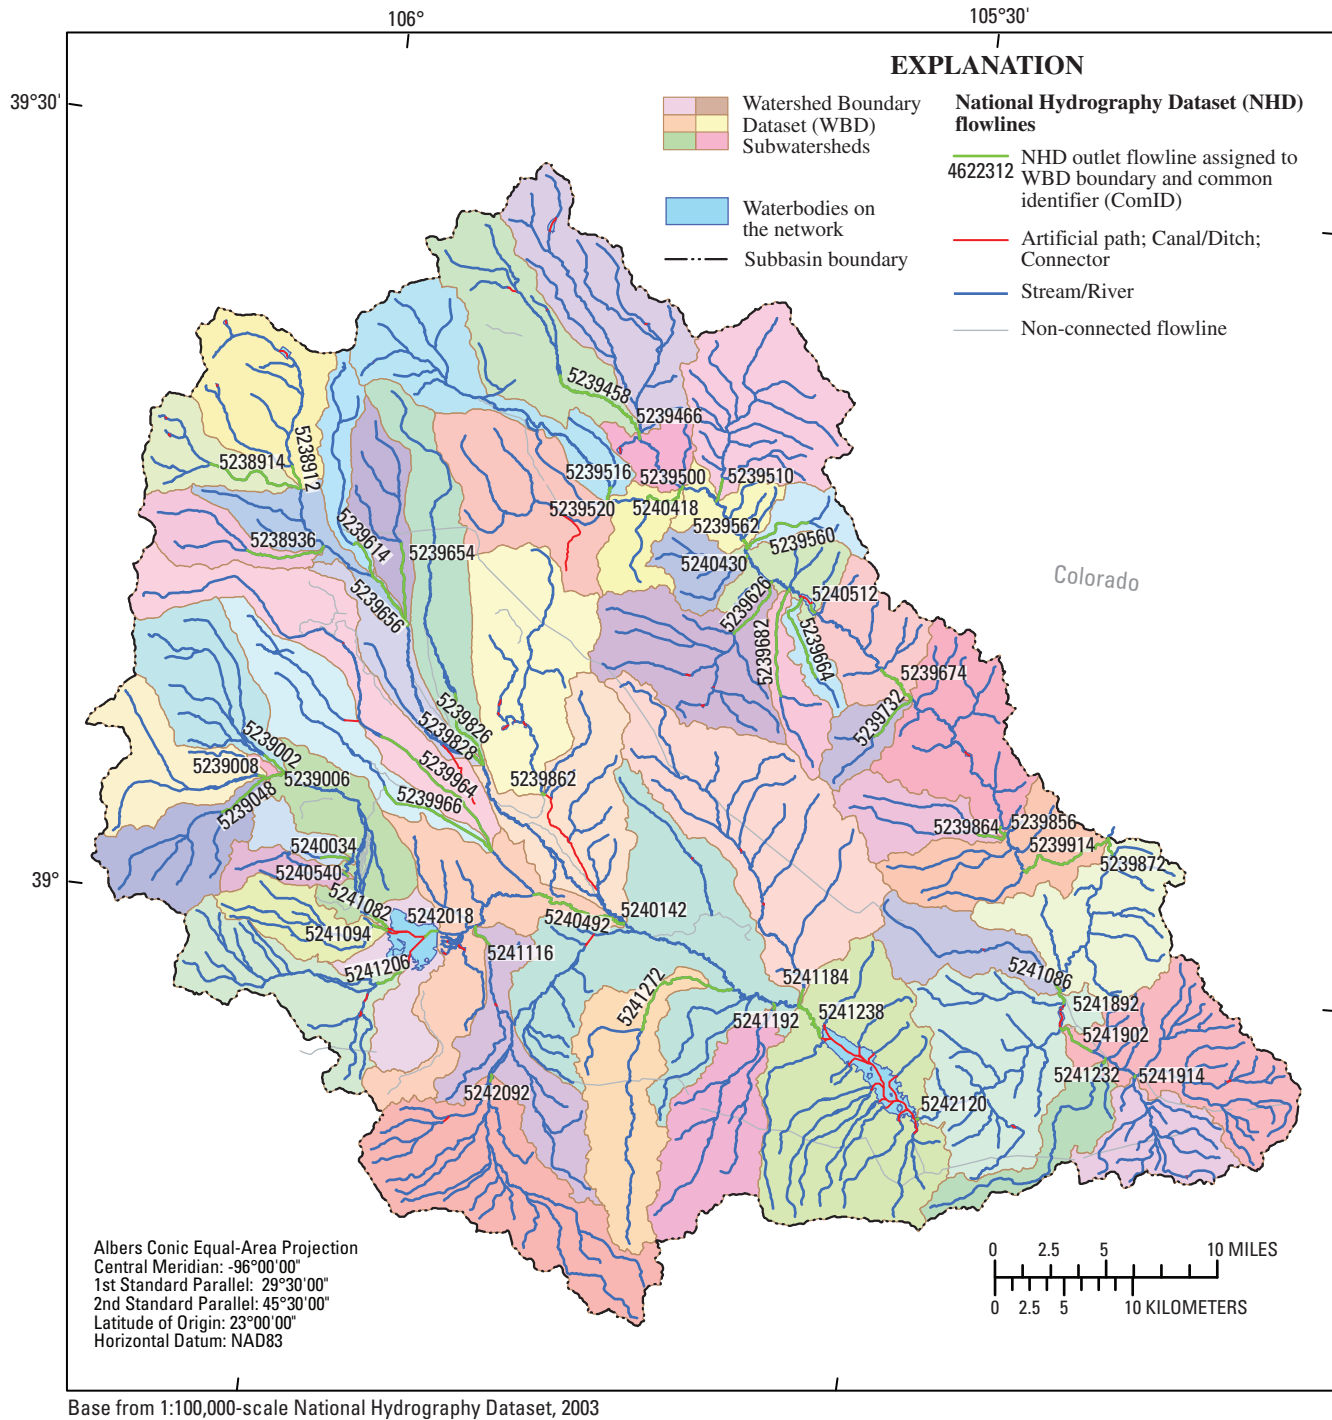 106°
105°30'
39°30'
39°
EXPLANATION
Watershed Boundary
Dataset (WBD)
Subwatersheds
Waterbodies on
the network
Subbasin boundary
National Hydrography Dataset (NHD)
flowlines
4622312
NHD outlet flowline assigned to
WBD boundary and common
identifier (ComID)
Artificial path; Canal/Ditch;
Connector
Stream/River
Non-connected flowline
5239458
5239466
5238914
5238912
5239516
5239500
5239510
5239520
5240418
5239562
5239560
5238936
5239614
5239654
5240430
5239656
5239626
5240512
5239682
5239664
Colorado
5239674
5239732
5239826
5239828
5239002
5239008
5239006
5239964
5239862
5239048
5239966
5239864
5239856
5239914
5239872
5240034
5240540
5241082
5242018
5240492
5240142
5241094
5241116
5241206
5241272
5241184
5241086
5241192
5241238
5241892
5241902
5241232
5241914
5242092
5242120
Albers Conic Equal-Area Projection
Central Meridian: -96°00'00"
1st Standard Parallel: 29°30'00"
2nd Standard Parallel: 45°30'00"
Latitude of Origin: 23°00'00"
Horizontal Datum: NAD83
0 2.5 5 10 MILES
0 2.5 5 10 KILOMETERS
Base from 1:100,000-scale National Hydrography Dataset, 2003